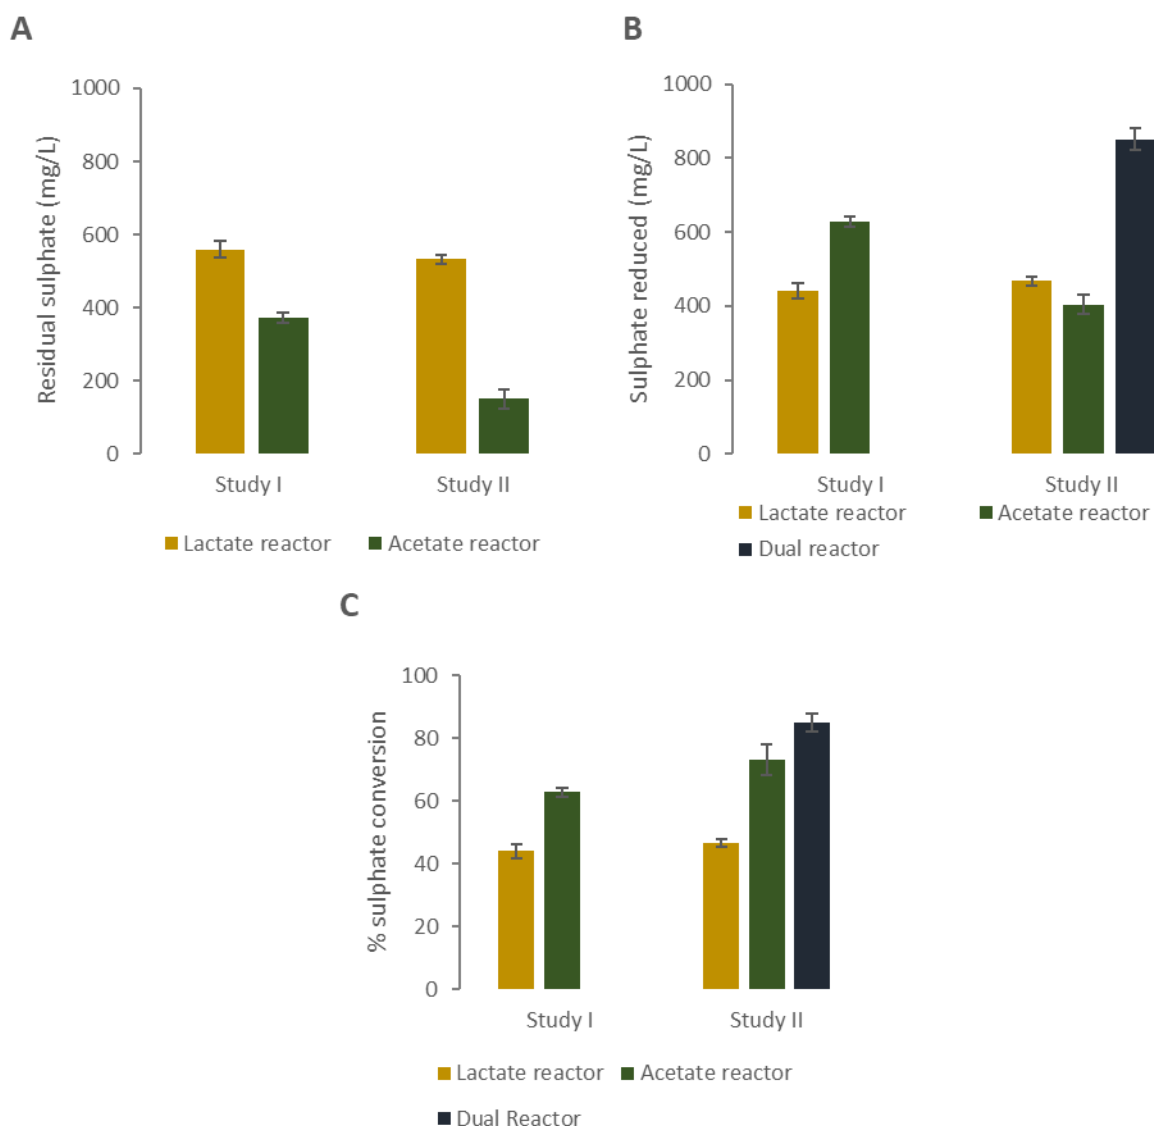 A
Residual sulphate (mg/L)
1000
800
600
400
200
0
Study I
Study II
Lactate reactor
Acetate reactor
B
Sulphate reduced (mg/L)
1000
800
600
400
200
0
Study I
Study II
Lactate reactor
Acetate reactor
Dual reactor
C
% sulphate conversion
100
80
60
40
20
0
Study I
Study II
Lactate reactor
Acetate reactor
Dual Reactor